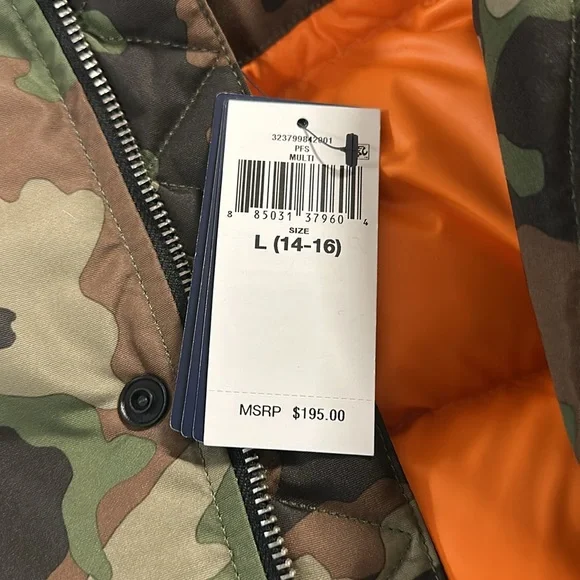 323799842001
PFS
MULTI
8 85031 37960 4
SIZE
L (14-16)
MSRP $195.00